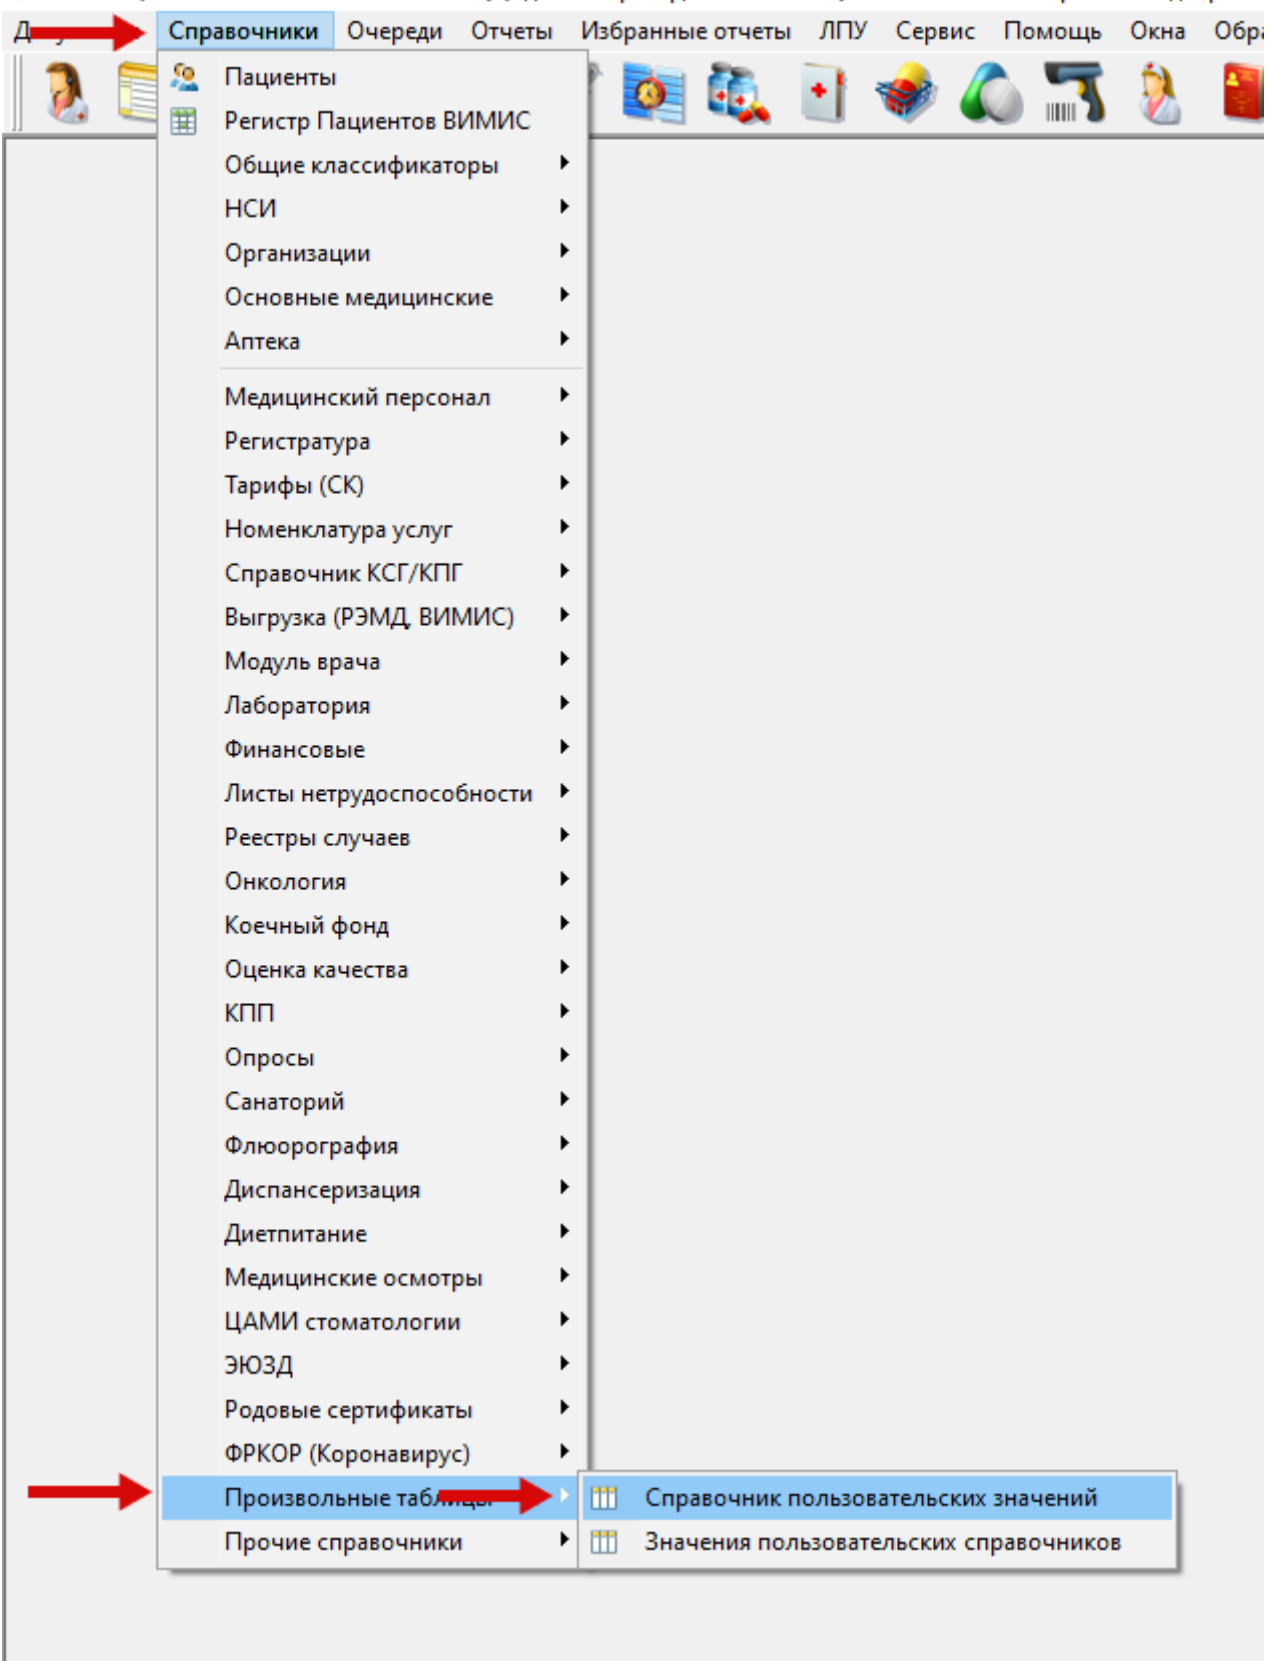 Справочники Очереди Отчеты Избранные отчеты ЛПУ Сервис Помощь Окна
Пациенты
Регистр Пациентов ВИМИС
Общие классификаторы
НСИ
Организации
Основные медицинские
Аптека
Медицинский персонал
Регистратура
Тарифы (СК)
Номенклатура услуг
Справочник КСГ/КПГ
Выгрузка (РЭМД, ВИМИС)
Модуль врача
Лаборатория
Финансовые
Листы нетрудоспособности
Реестры случаев
Онкология
Коечный фонд
Оценка качества
КПП
Опросы
Санаторий
Флюорография
Диспансеризация
Диетпитание
Медицинские осмотры
ЦАМИ стоматологии
ЭЮЗД
Родовые сертификаты
ФРКОР (Коронавирус)
Произвольные таблицы Справочник пользовательских значений
Прочие справочники Значения пользовательских справочников